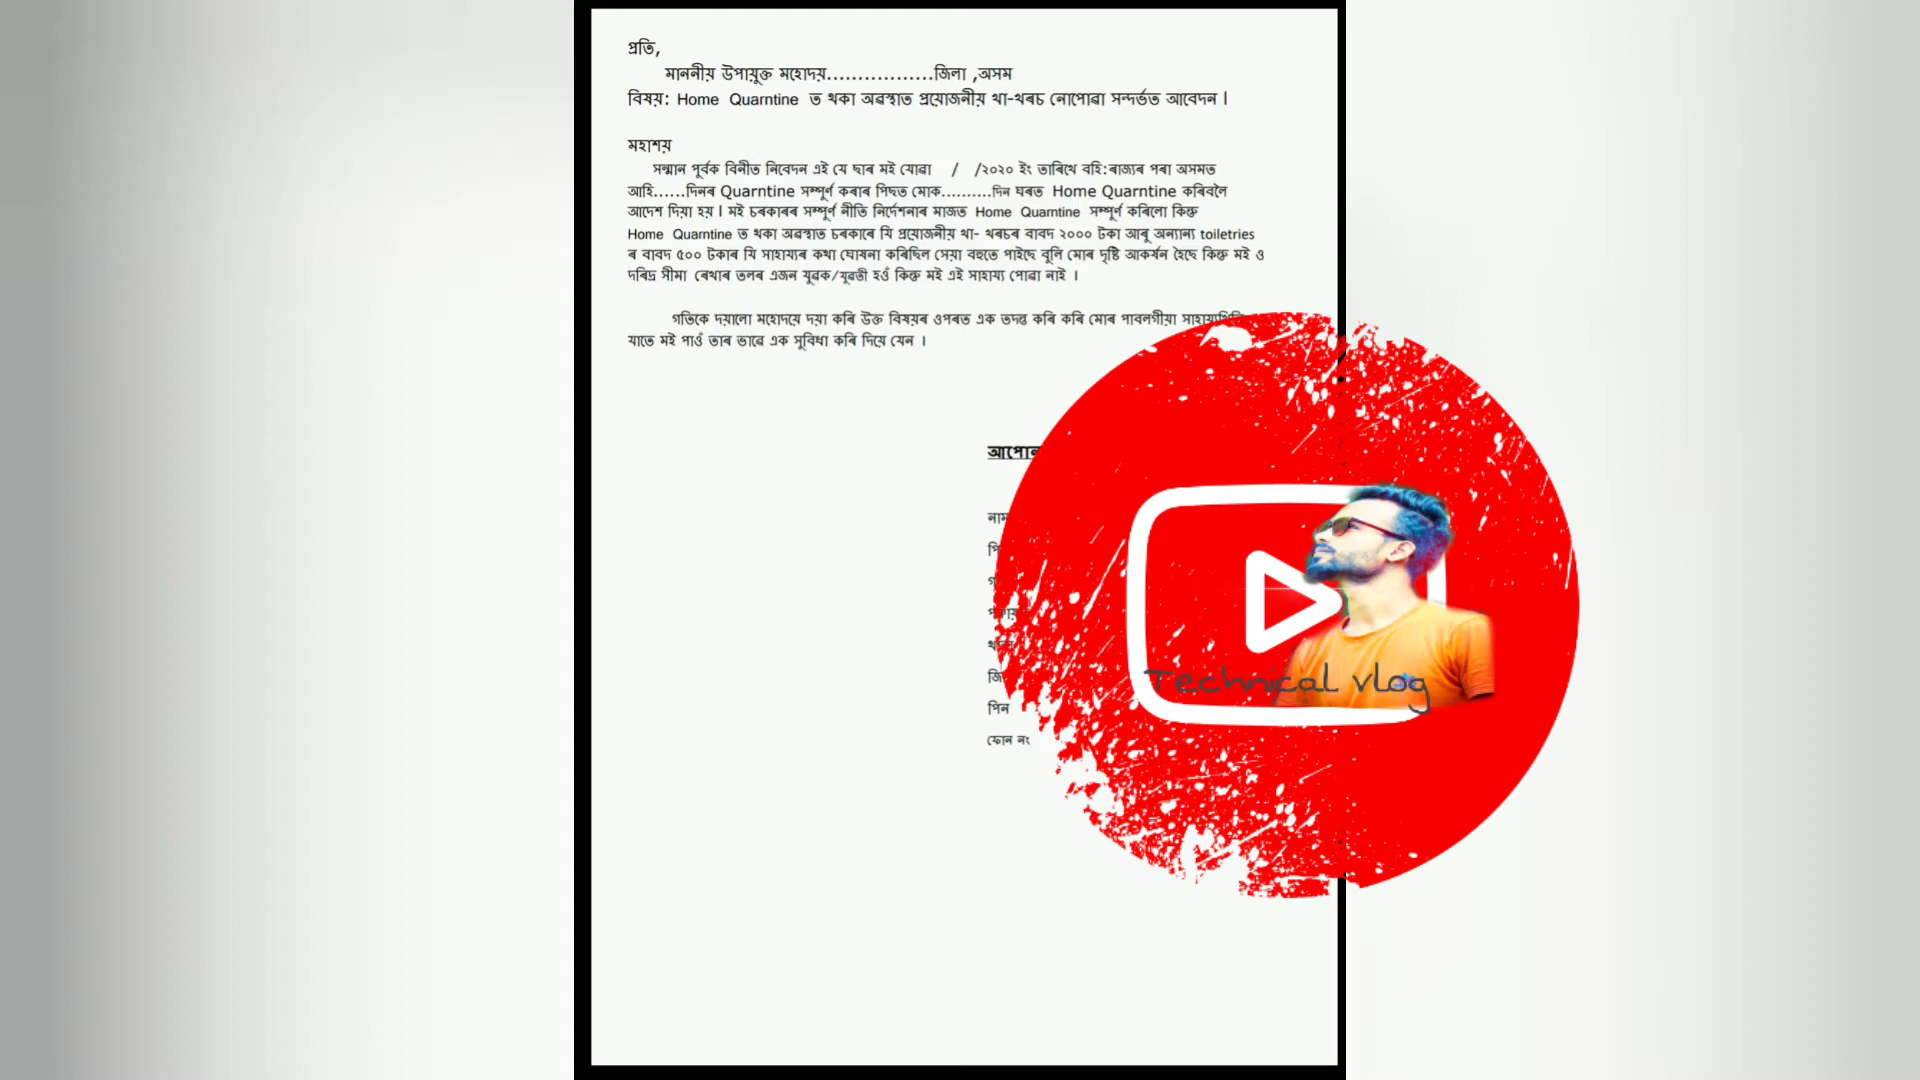 প্ৰতি,
মাননীয় উপায়ুক্ত মহোদয়.................জিলা ,অসম
বিষয়: Home Quarntine ত থকা অৱস্থাত প্ৰয়োজনীয় খা-খৰচ নোপোৱা সন্দৰ্ভত আবেদন l
মহাশয়
সন্মান পূৰ্বক বিনীত নিবেদন এই যে ছাৰ মই যোৱা / /২০২০ ইং তাৰিখে বহি:ৰাজ্যৰ পৰা অসমত
আহি......দিনৰ Quarntine সম্পূৰ্ণ কৰাৰ পিছত মোক..........দিন ঘৰত Home Quarntine কৰিবলৈ
আদেশ দিয়া হয় l মই চৰকাৰৰ সম্পূৰ্ণ নীতি নিৰ্দেশনাৰ মাজত Home Quarntine সম্পূৰ্ণ কৰিলো কিন্তু
Home Quarntine ত থকা অৱস্থাত চৰকাৰে যি প্ৰয়োজনীয় খা- খৰচৰ বাবদ ২০০০ টকা আৰু অন্যান্য toiletries
ৰ বাবদ ৫০০ টকাৰ যি সাহায্যৰ কথা ঘোষনা কৰিছিল সেয়া বহুতে পাইছে বুলি মোৰ দৃষ্টি আকৰ্ষন হৈছে কিন্তু মই ও
দৰিদ্ৰ সীমা ৰেখাৰ তলৰ এজন যুৱক/যুৱতী হওঁ কিন্তু মই এই সাহায্য পোৱা নাই ।
গতিকে দয়ালো মহোদয়ে দয়া কৰি উক্ত বিষয়ৰ ওপৰত এক তদন্ত কৰি কৰি মোৰ পাবলগীয়া
যাতে মই পাওঁ তাৰ ভাৱে এক সুবিধা কৰি দিয়ে যেন ।
নাম
পিন
ফোন নং
Technical vlog